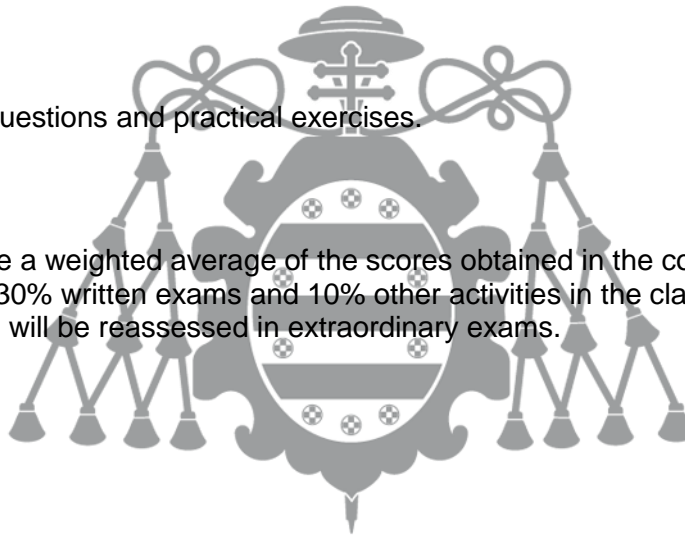 uestions and practical exercises.
e a weighted average of the scores obtained in the co
30% written exams and 10% other activities in the cla
will be reassessed in extraordinary exams.